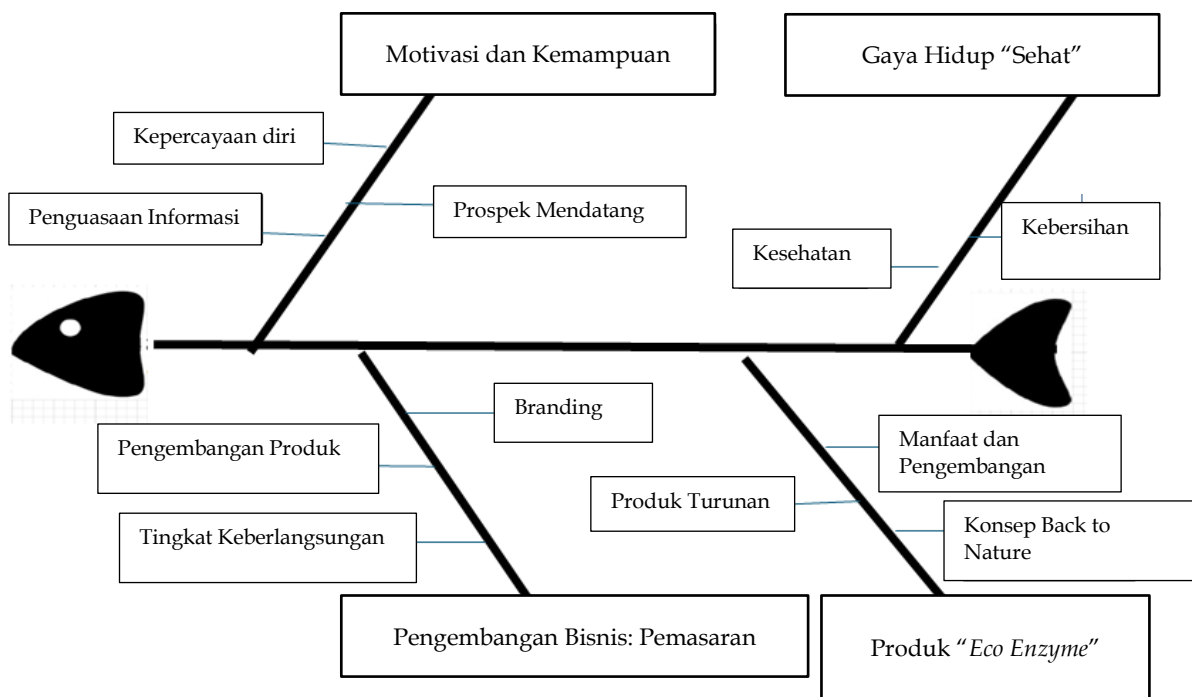 Motivasi dan Kemampuan
Gaya Hidup “Sehat”
Kepercayaan diri
Penguasaan Informasi
Prospek Mendatang
Kesehatan
Kebersihan
Branding
Pengembangan Produk
Tingkat Keberlangsungan
Manfaat dan
Pengembangan
Produk Turunan
Konsep Back to
Nature
Pengembangan Bisnis: Pemasaran
Produk “Eco Enzyme”